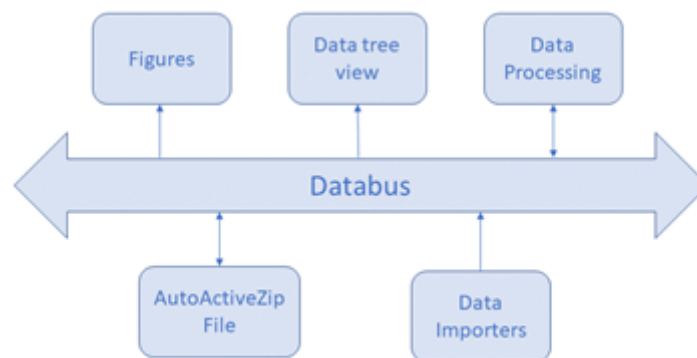 Figures
Data tree
view
Data
Processing
Databus
AutoActiveZip
File
Data
Importers